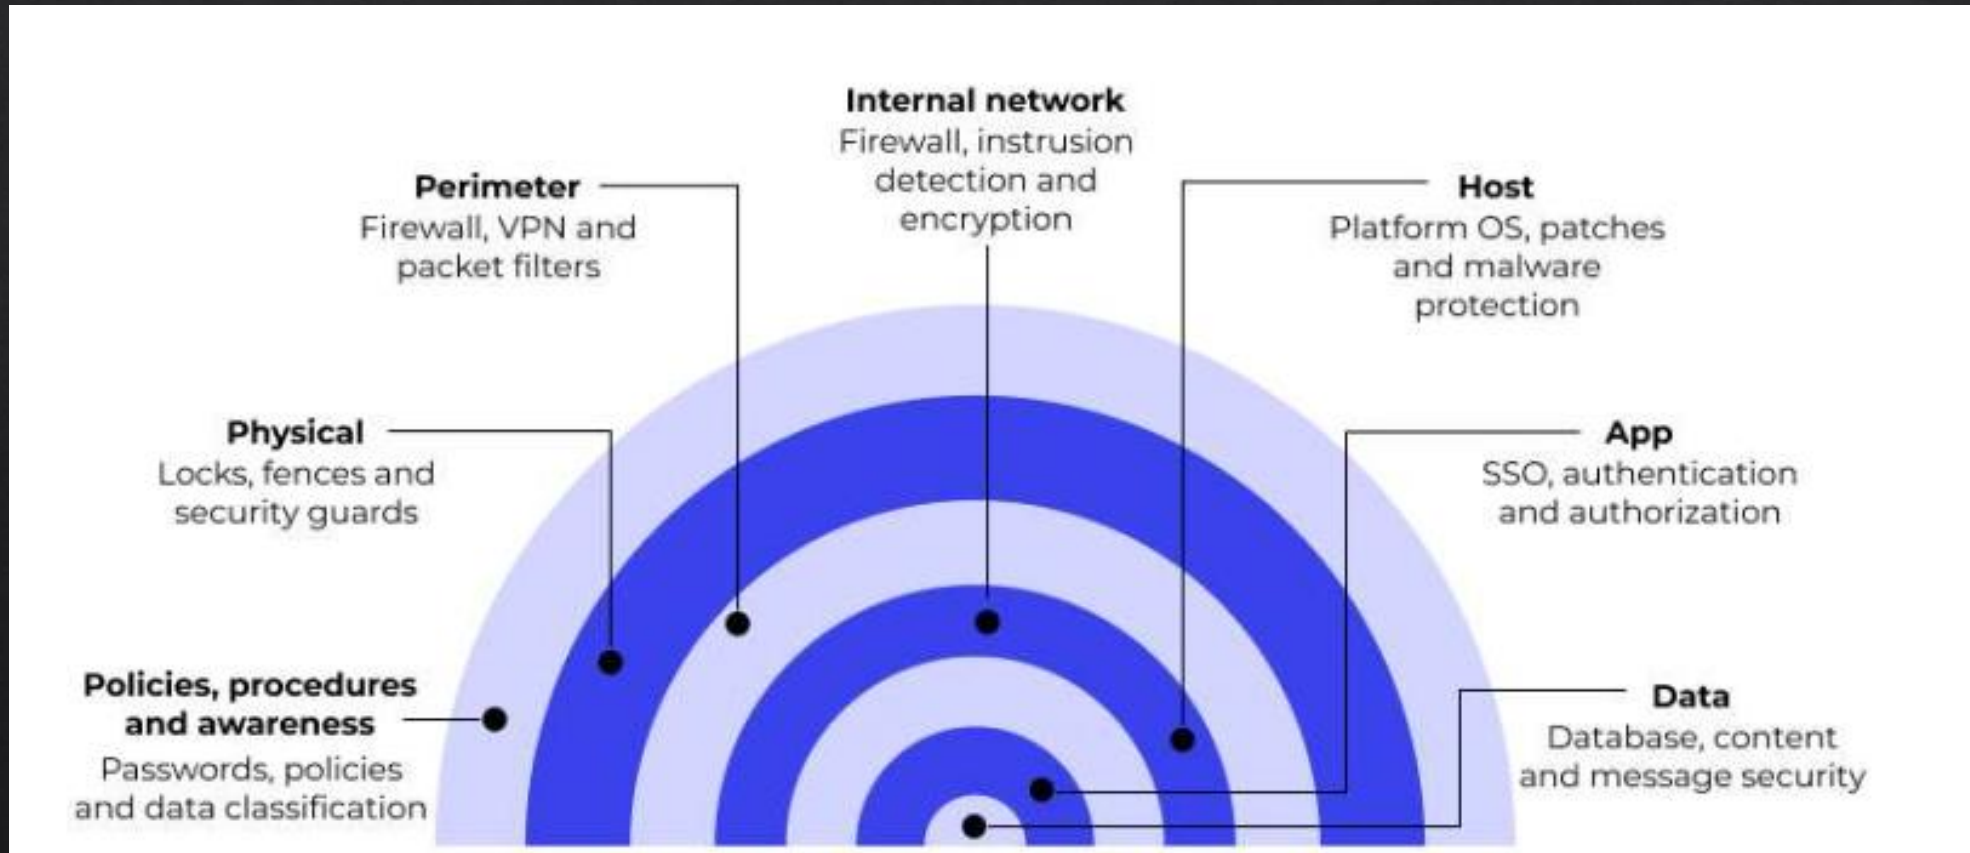 Internal network
Firewall, instrusion
detection and
encryption
Perimeter
Firewall, VPN and
packet filters
Host
Platform OS, patches
and malware
protection
Physical
Locks, fences and
security guards
App
SSO, authentication
and authorization
Policies, procedures
and awareness
Passwords, policies
and data classification
Data
Database, content
and message security